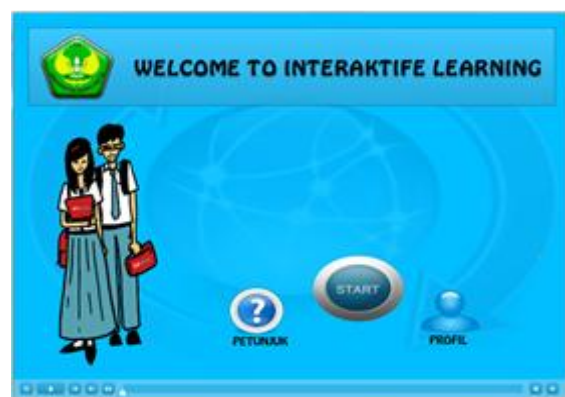 WELCOME TO INTERAKTIFE LEARNING
START
PETUNJUK
PROFIL